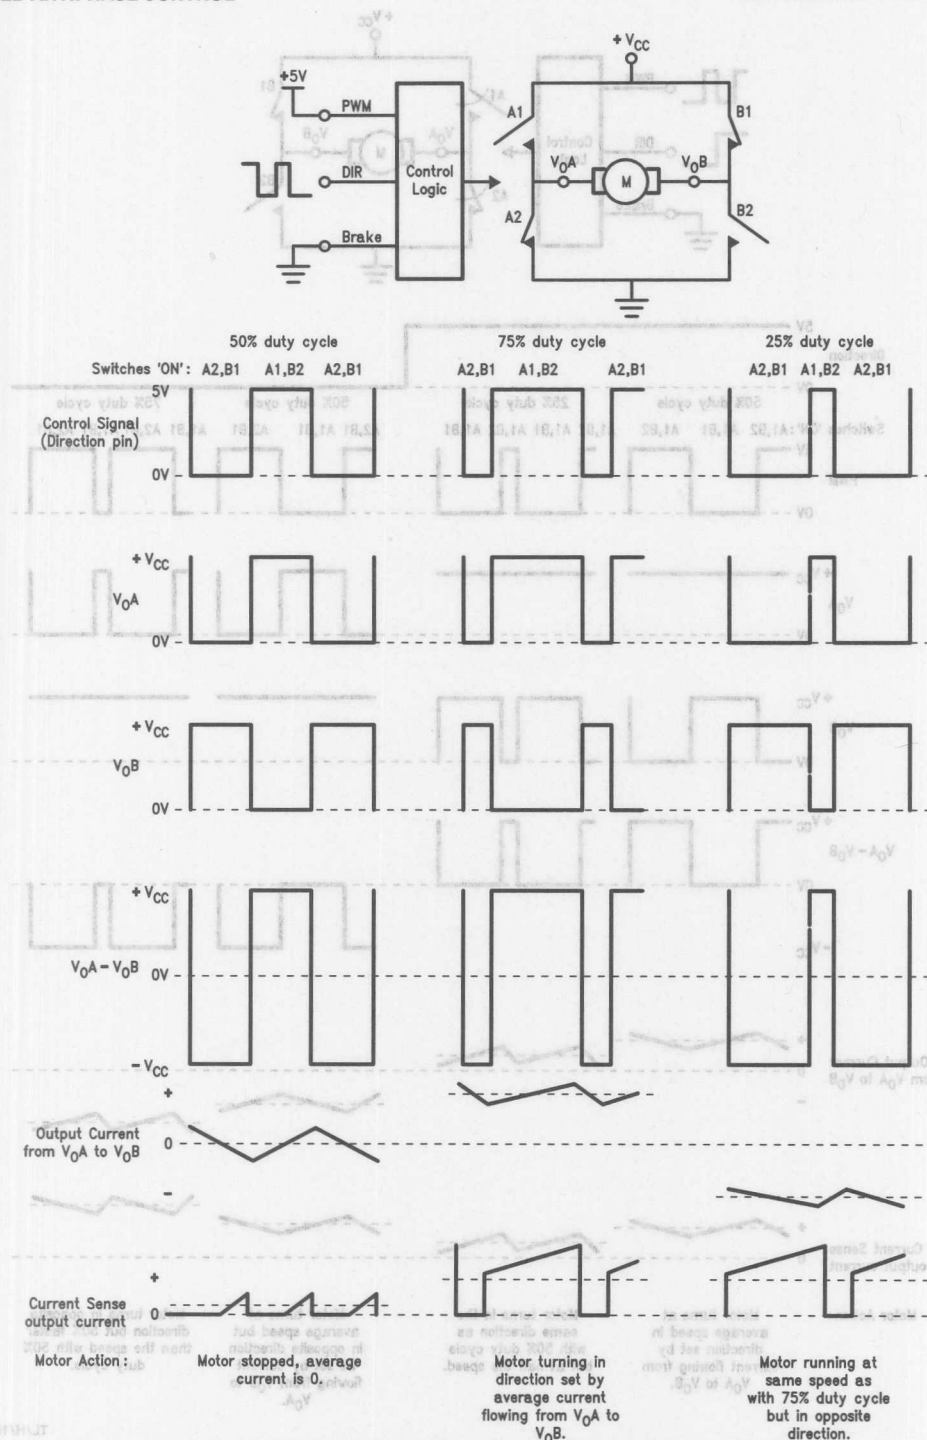 + VCC
+5V
PWM
DIR
Brake
Control
Logic
A1
B1
VOA
M
VOB
A2
B2
50% duty cycle
75% duty cycle
25% duty cycle
Switches 'ON': A2,B1 A1,B2 A2,B1
A2,B1 A1,B2 A2,B1
A2,B1 A1,B2 A2,B1
5V
Control Signal
(Direction pin)
0V
+ VCC
VOA
0V
+ VCC
VOB
0V
+ VCC
VOA – VOB
0V
– VCC
+
Output Current
from VOA to VOB
0
–
+
Current Sense
output current
0
Motor Action:
Motor stopped, average
current is 0.
Motor turning in
direction set by
average current
flowing from VOA to
VOB.
Motor running at
same speed as
with 75% duty cycle
but in opposite
direction.